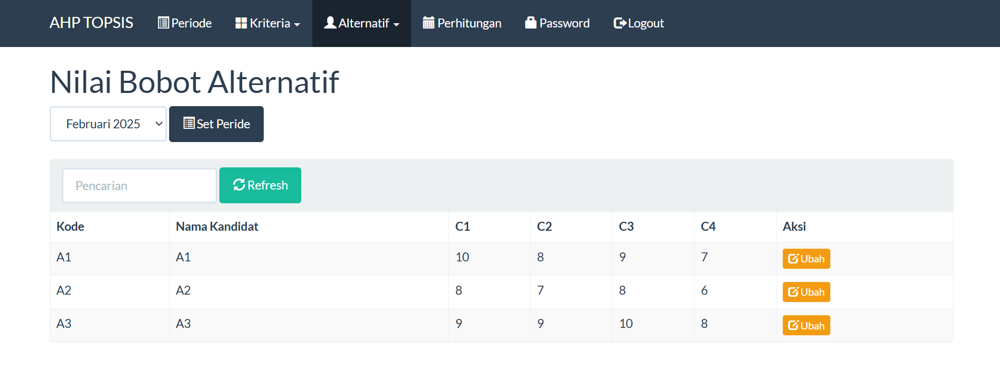 AHP TOPSIS Periode Kriteria Alternatif Perhitungan Password Logout
Nilai Bobot Alternatif
Februari 2025 Set Peride
Pencarian Refresh
Kode Nama Kandidat C1 C2 C3 C4 Aksi
A1 A1 10 8 9 7 Ubah
A2 A2 8 7 8 6 Ubah
A3 A3 9 9 10 8 Ubah